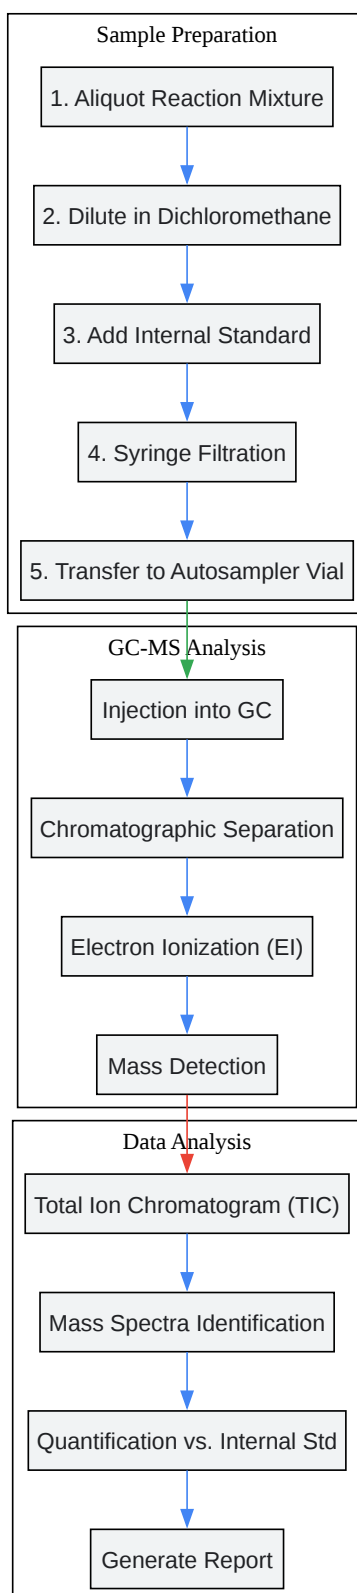 Sample Preparation
1. Aliquot Reaction Mixture
2. Dilute in Dichloromethane
3. Add Internal Standard
4. Syringe Filtration
5. Transfer to Autosampler Vial
GC-MS Analysis
Injection into GC
Chromatographic Separation
Electron Ionization (EI)
Mass Detection
Data Analysis
Total Ion Chromatogram (TIC)
Mass Spectra Identification
Quantification vs. Internal Std
Generate Report